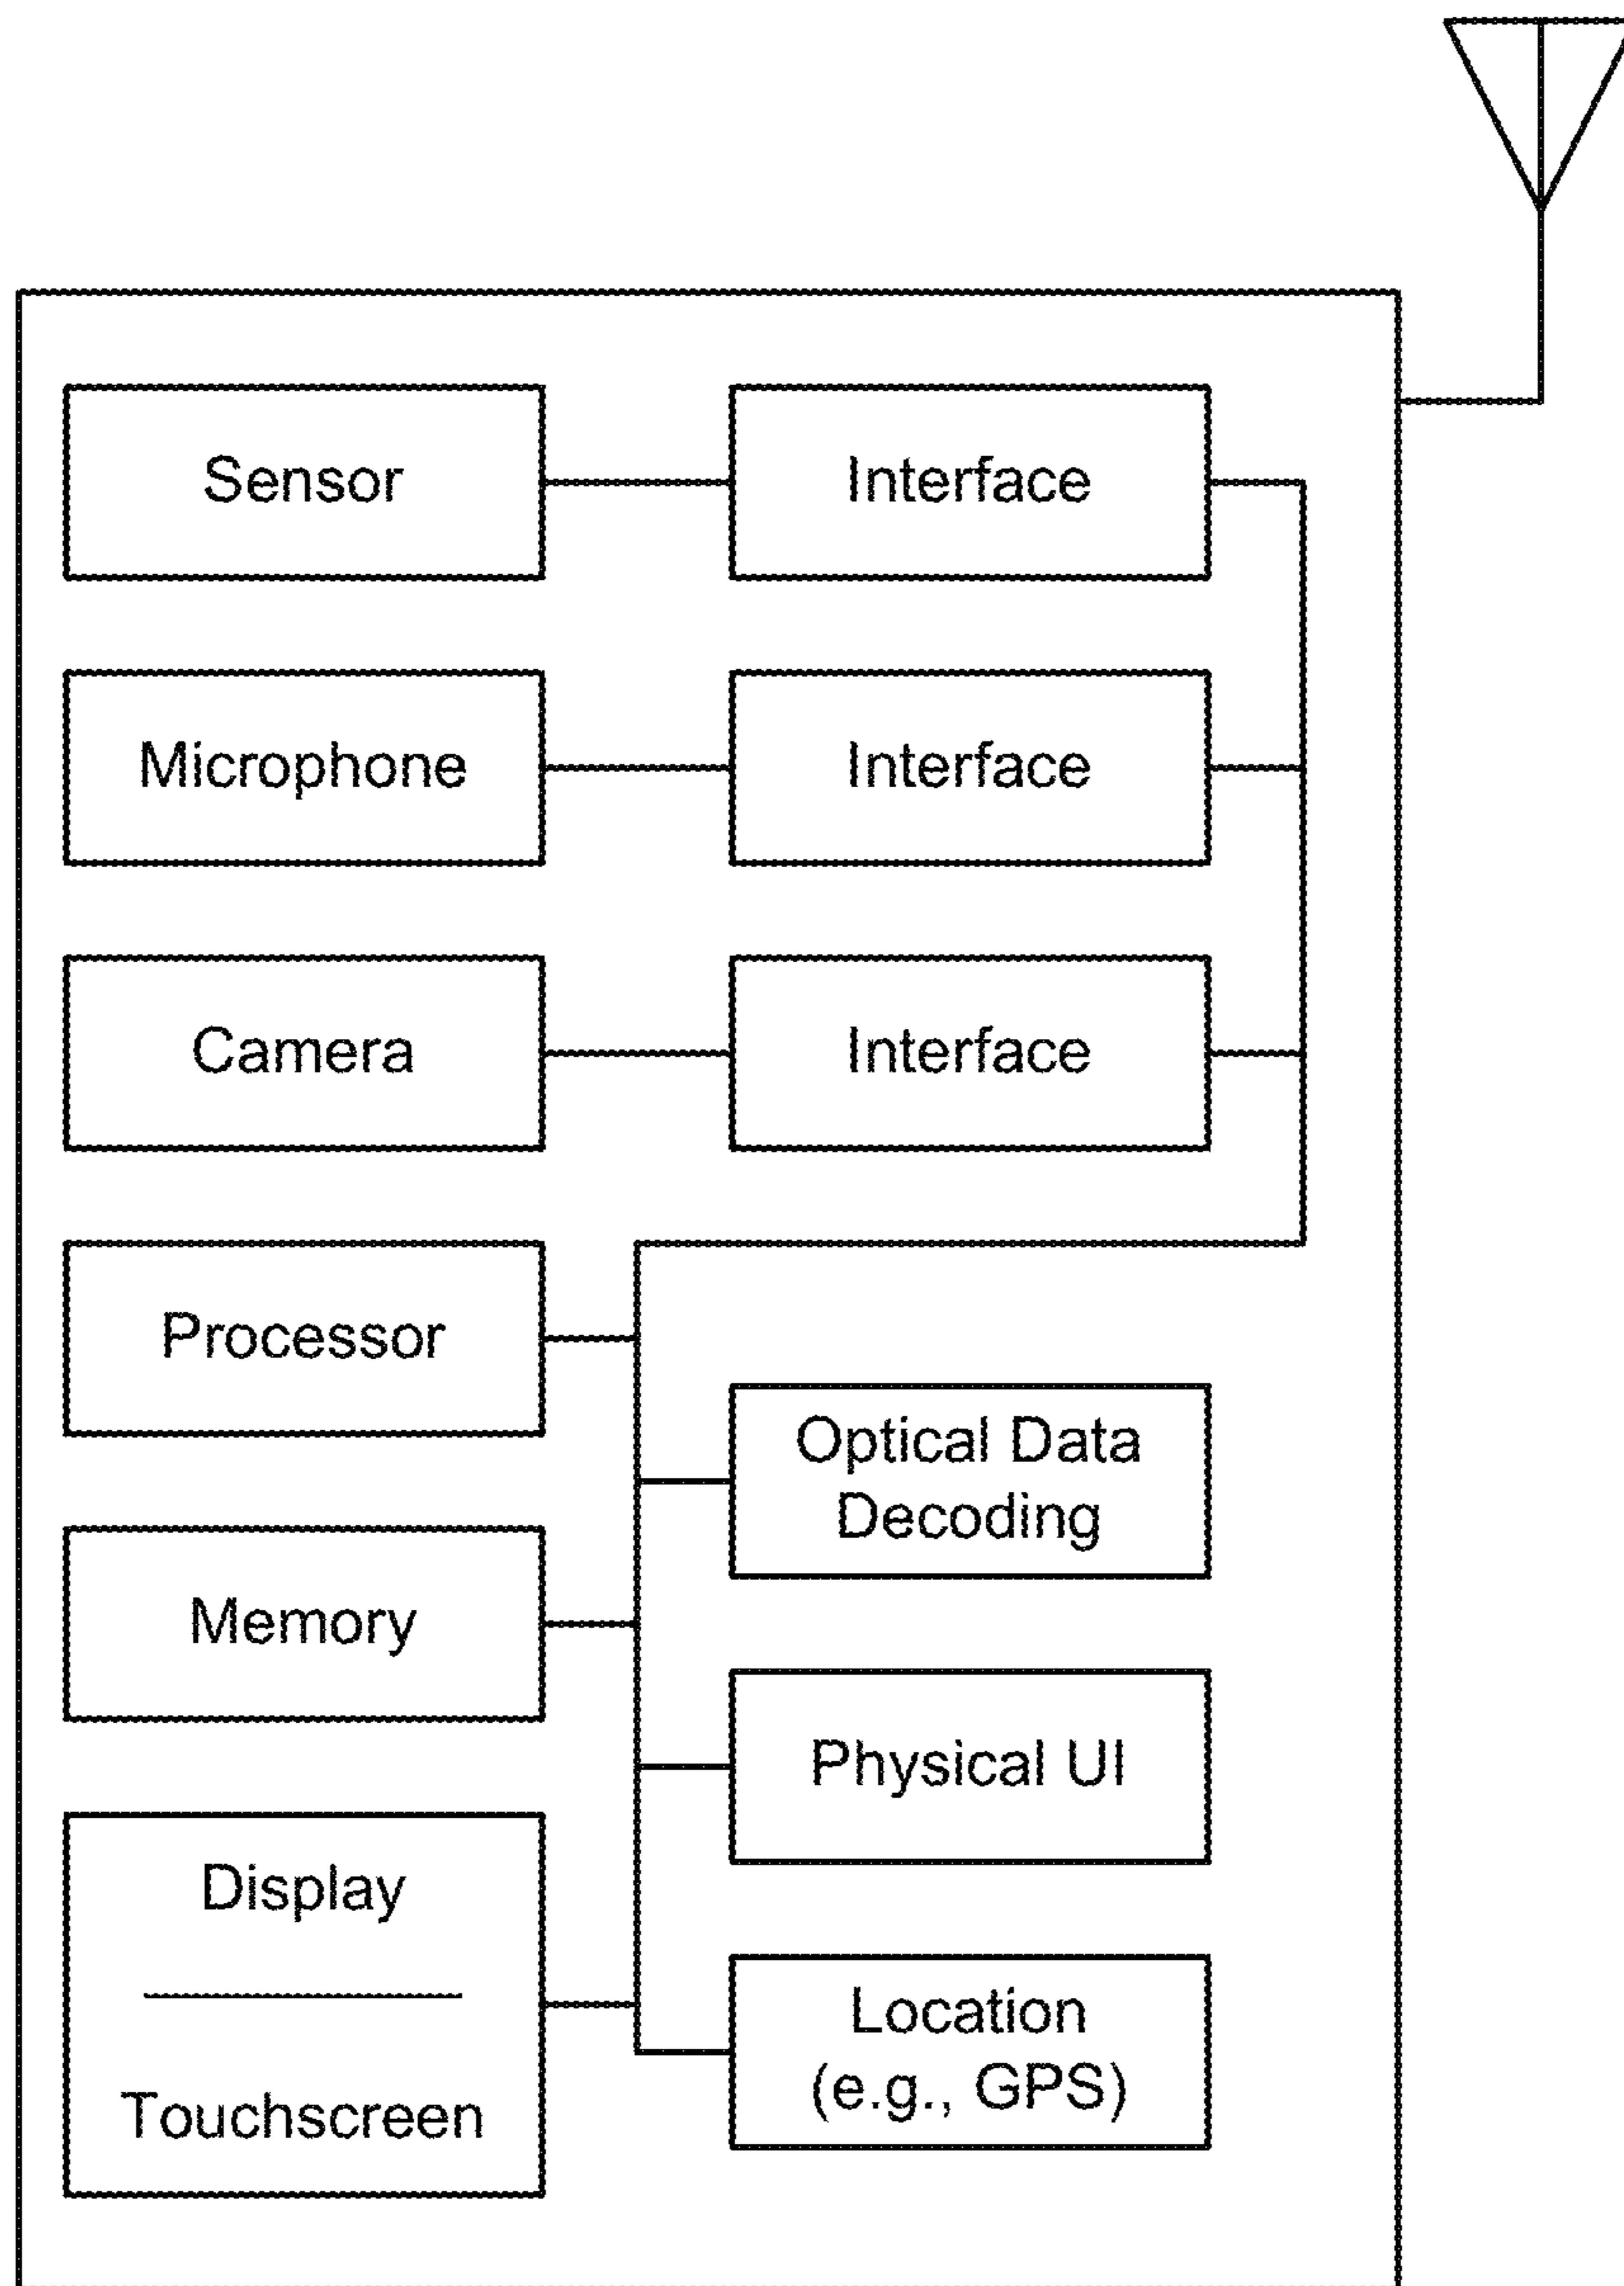 Sensor
Interface
Microphone
Interface
Camera
Interface
Processor
Optical Data
Decoding
Memory
Physical UI
Display
Touchscreen
Location
(e.g., GPS)